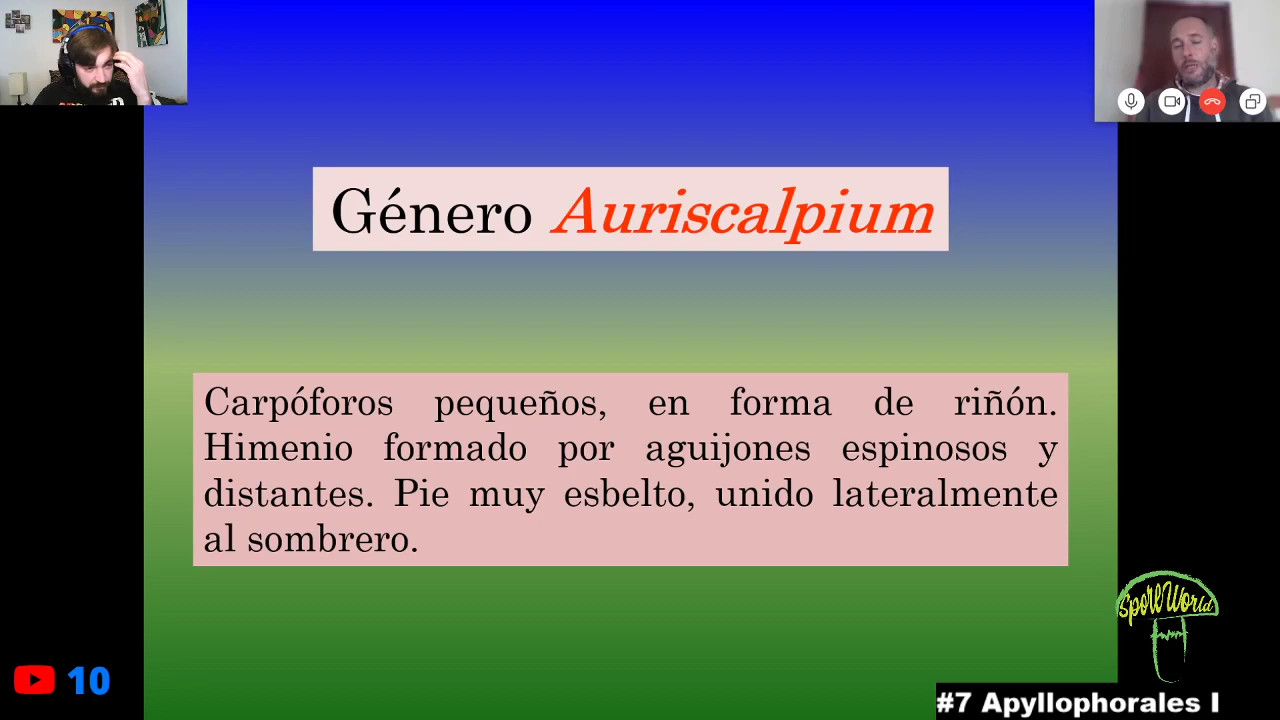 Género Auriscalpium
Carpóforos pequeños, en forma de riñón.
Himenio formado por aguijones espinosos y
distantes. Pie muy esbelto, unido lateralmente
al sombrero.
SporeWorld
10
#7 Apyllophorales I